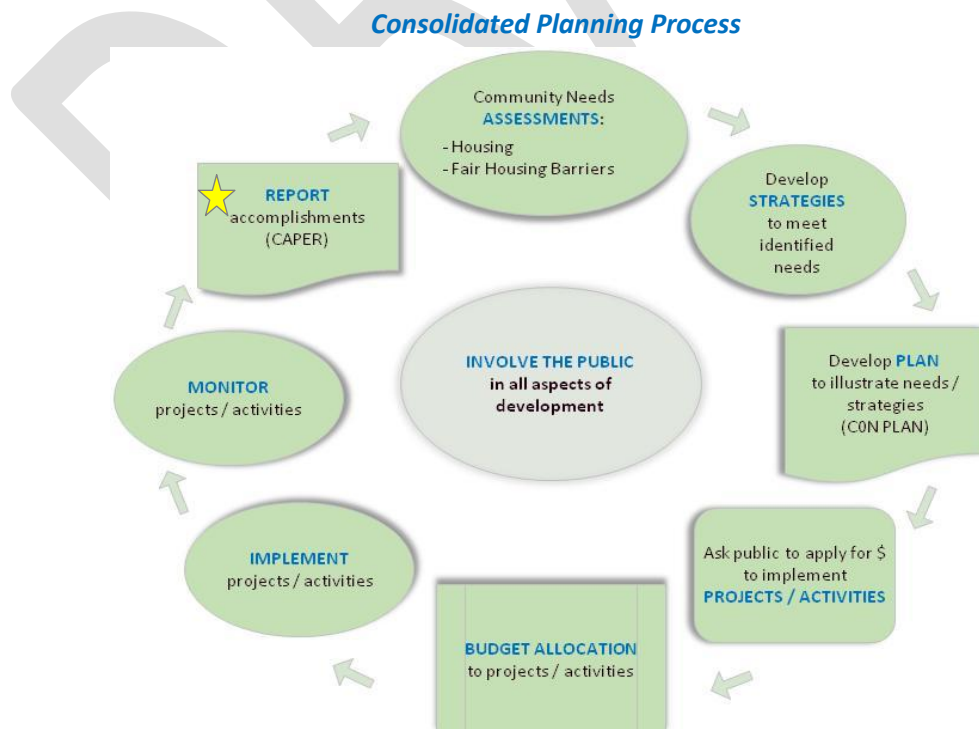 Consolidated Planning Process
Community Needs
ASSESSMENTS:
- Housing
- Fair Housing Barriers
Develop
STRATEGIES
to meet
identified
needs
Develop PLAN
to illustrate needs /
strategies
(C0N PLAN)
Ask public to apply for $
to implement
PROJECTS / ACTIVITIES
BUDGET ALLOCATION
to projects / activities
IMPLEMENT
projects / activities
MONITOR
projects / activities
REPORT
accomplishments
(CAPER)
INVOLVE THE PUBLIC
in all aspects of
development